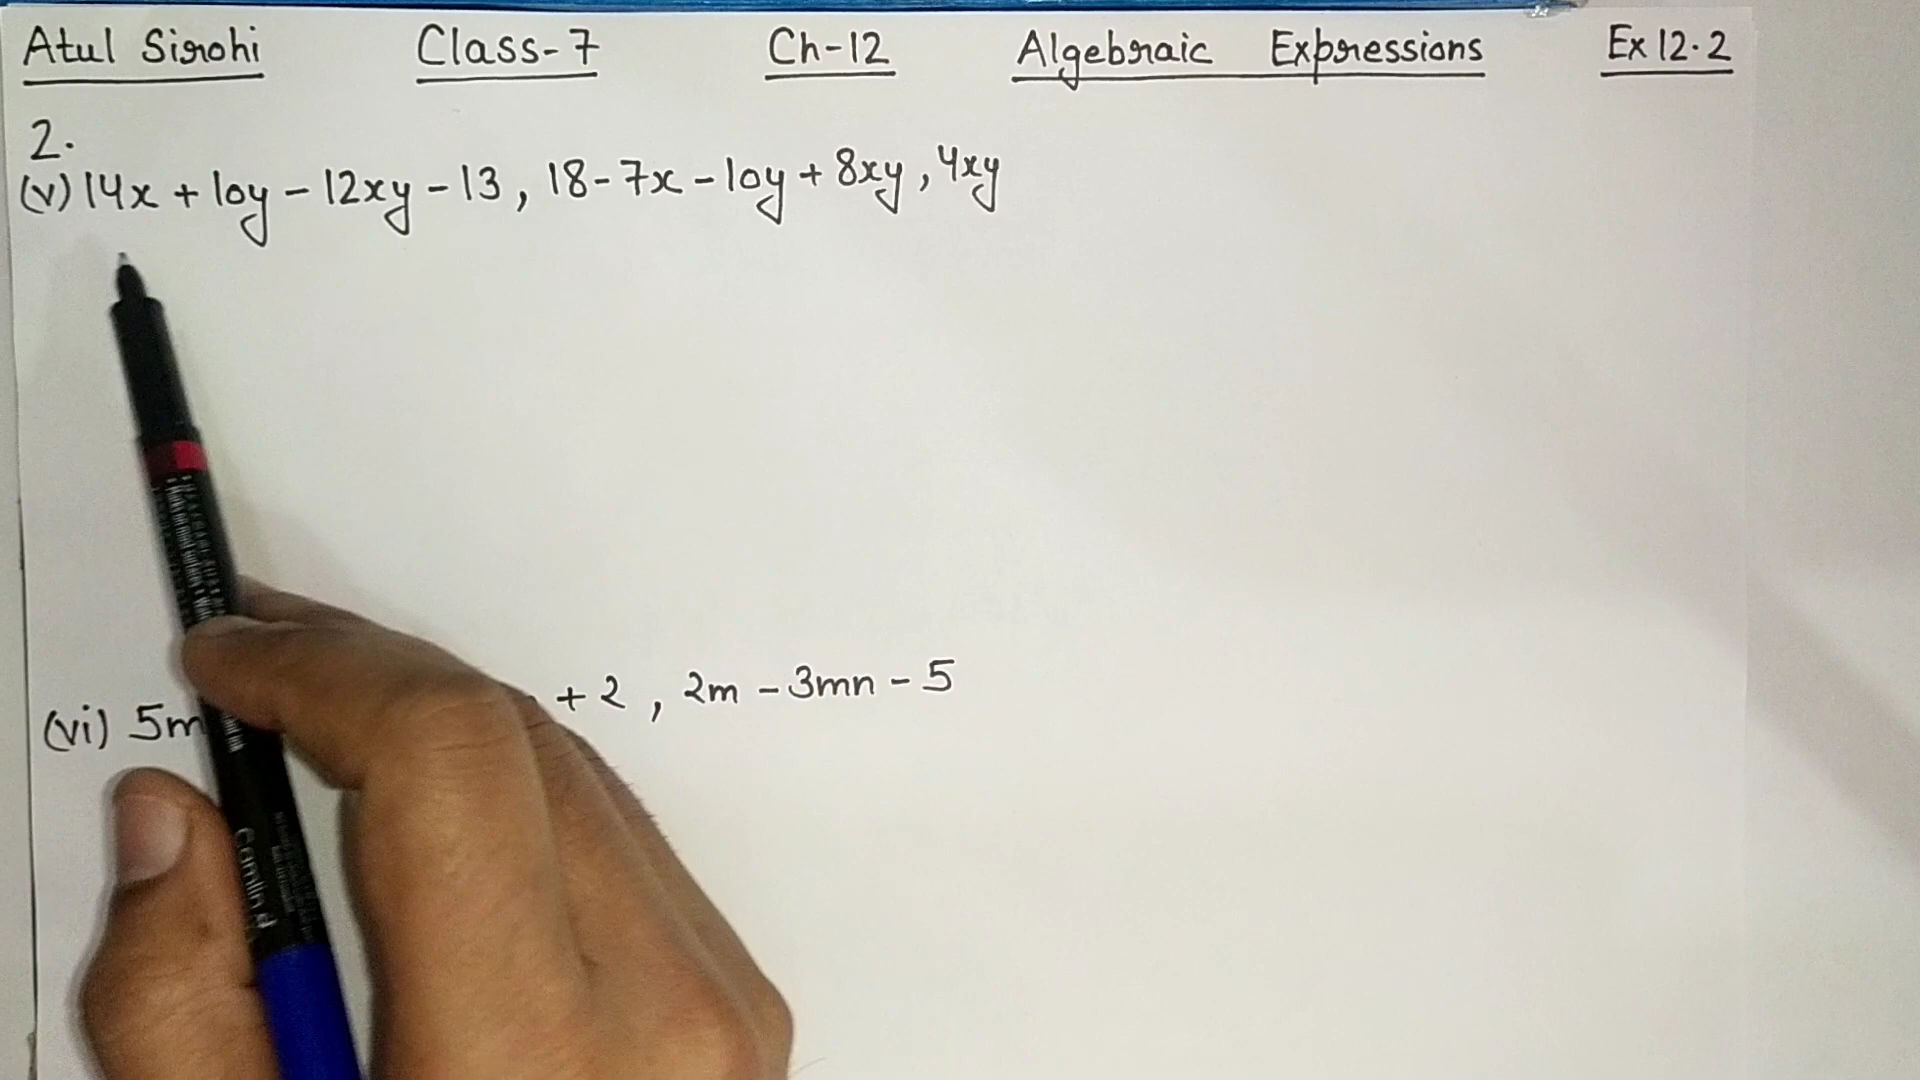 Atul Sirohi Class-7 Ch-12 Algebraic Expressions Ex 12.2
2.
(v) 14x + 10y - 12xy - 13, 18 - 7x - 10y + 8xy, 4xy
(vi) 5m + 2, 2m - 3mn - 5
Camlin